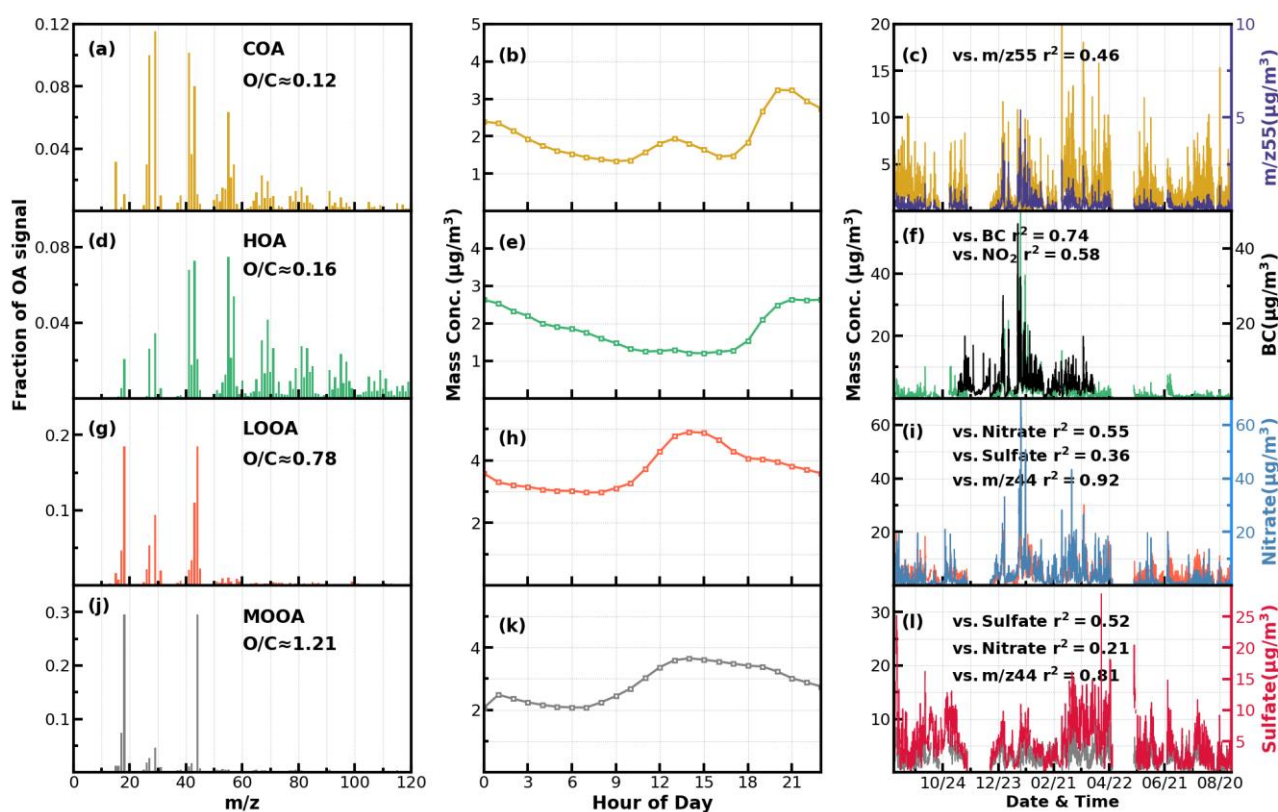 0.12
0.08
0.04
(a)
COA
O/C≈0.12
5
4
3
2
1
(b)
20
15
10
5
(c)
vs. m/z55 r² = 0.46
10
5
m/z55(μg/m³)
Fraction of OA signal
0.08
0.04
(d)
HOA
O/C≈0.16
Mass Conc. (μg/m³)
4
3
2
1
(e)
Mass Conc. (μg/m³)
40
20
(f)
vs. BC r² = 0.74
vs. NO₂ r² = 0.58
40
20
BC(μg/m³)
0.2
0.1
(g)
LOOA
O/C≈0.78
4
2
(h)
60
40
20
(i)
vs. Nitrate r² = 0.55
vs. Sulfate r² = 0.36
vs. m/z44 r² = 0.92
60
40
20
Nitrate(μg/m³)
0.3
0.2
0.1
(j)
MOOA
O/C≈1.21
4
2
(k)
30
20
10
(l)
vs. Sulfate r² = 0.52
vs. Nitrate r² = 0.21
vs. m/z44 r² = 0.81
25
20
15
10
5
Sulfate(μg/m³)
0 20 40 60 80 100 120
m/z
0 3 6 9 12 15 18 21
Hour of Day
10/24 12/23 02/21 04/22 06/21 08/20
Date & Time